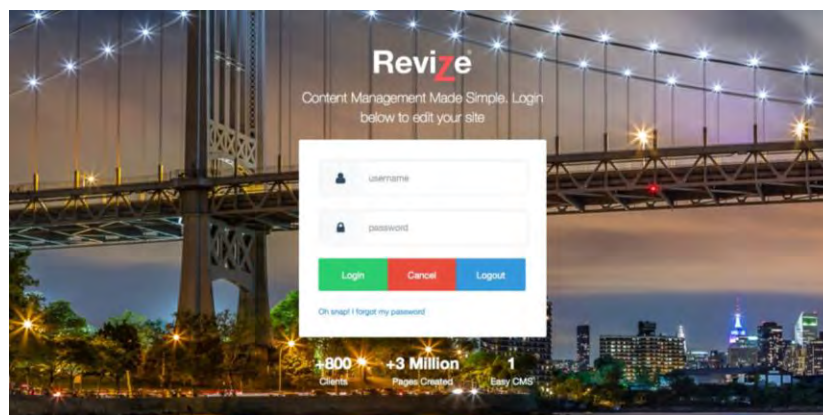 Revize
Content Management Made Simple. Login
below to edit your site
username
password
Login Cancel Logout
Oh snap! I forgot my password
+800 +3 Million 1
Clients Pages Created Easy CMS